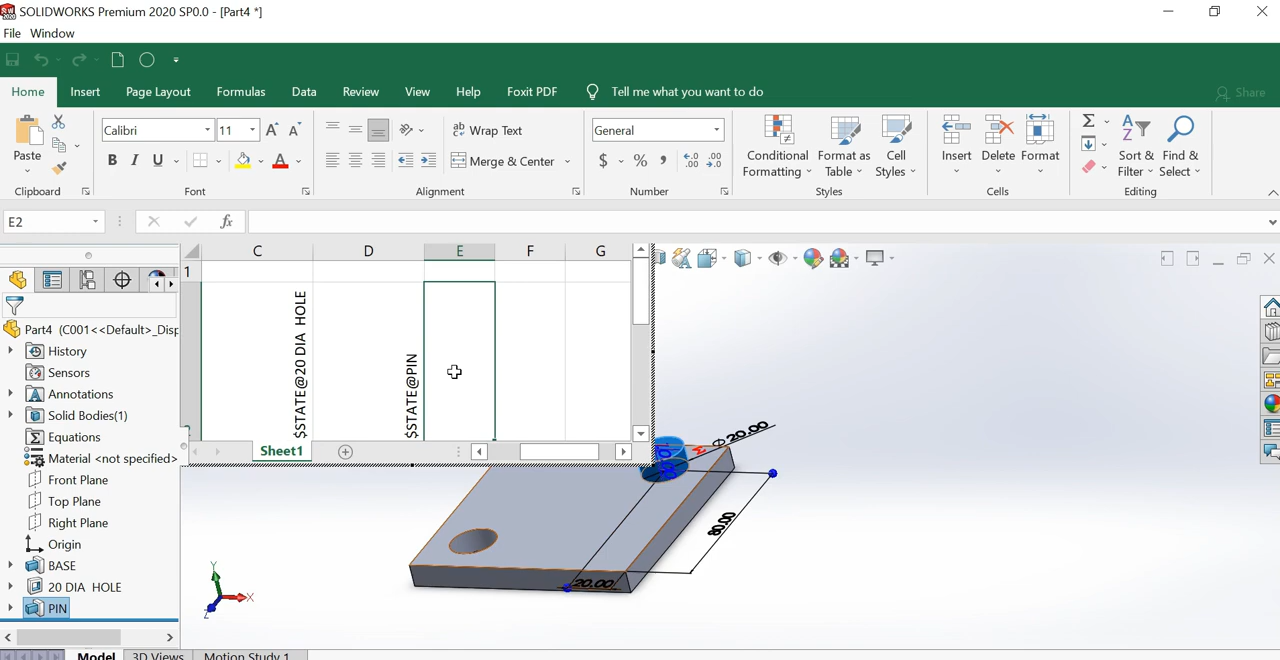 SOLIDWORKS Premium 2020 SP0.0 - [Part4 *]
File Window
Home Insert Page Layout Formulas Data Review View Help Foxit PDF Tell me what you want to do Share
Paste Calibri 11 Wrap Text General Conditional Format as Cell Insert Delete Format Sort & Find &
B I U A Merge & Center $ % Formatting Table Styles Filter Select
Clipboard Font Alignment Number Styles Cells Editing
E2 fx
C D E F G
1
$STATE@20 DIA HOLE
$STATE@PIN
Sheet1
Part4 (C001<<Default>_Disp
History
Sensors
Annotations
Solid Bodies(1)
Equations
Material <not specified>
Front Plane
Top Plane
Right Plane
Origin
BASE
20 DIA HOLE
PIN
Ø20.00
80.00
20.00
Y
X
Z
Model 3D Views Motion Study 1